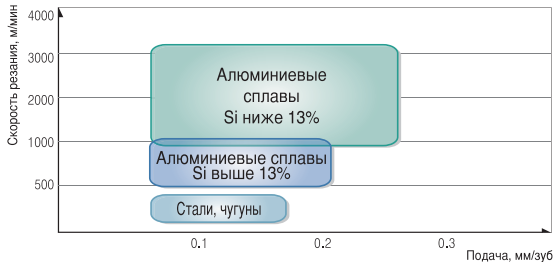 Скорость резания, м/мин
4000
3000
2000
1000
500
Алюминиевые
сплавы
Si ниже 13%
Алюминиевые сплавы
Si выше 13%
Стали, чугуны
0.1
0.2
0.3
Подача, мм/зуб